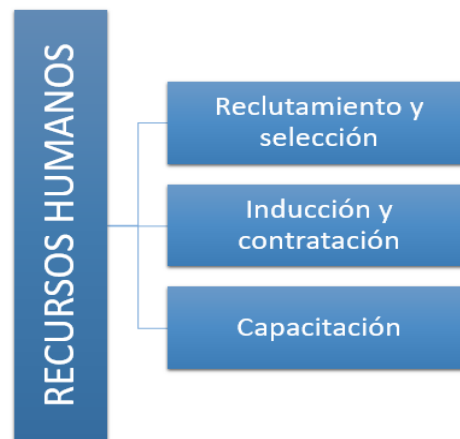 RECURSOS HUMANOS
Reclutamiento y
selección
Inducción y
contratación
Capacitación